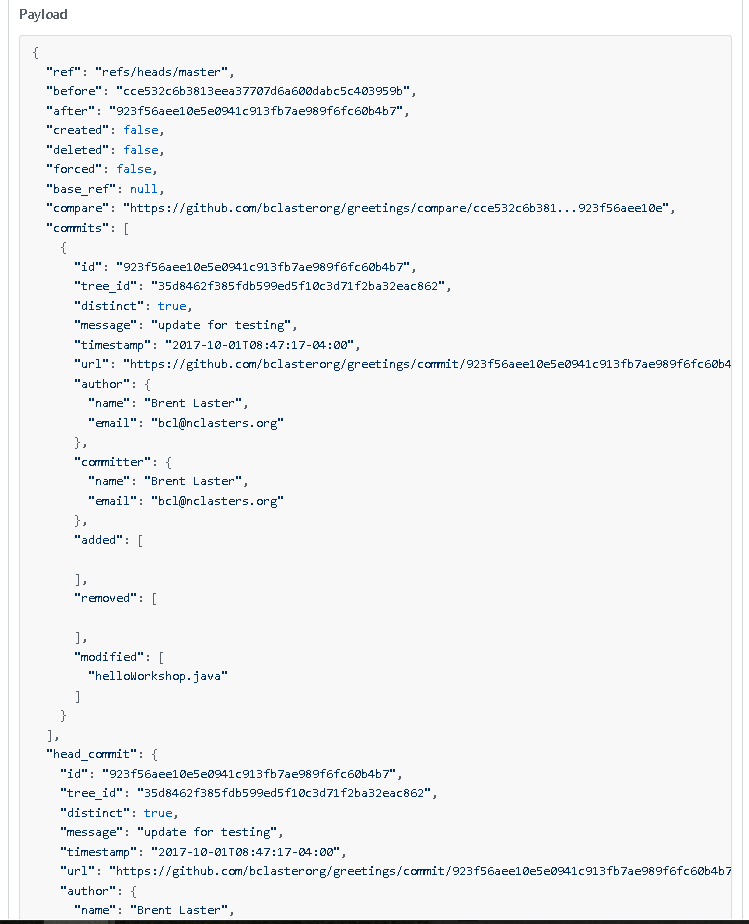 Payload
{
"ref": "refs/heads/master",
"before": "cce532c6b3813eea37707d6a600dabc5c403959b",
"after": "923f56aee10e5e0941c913fb7ae989f6fc60b4b7",
"created": false,
"deleted": false,
"forced": false,
"base_ref": null,
"compare": "https://github.com/bclasterorg/greetings/compare/cce532c6b381...923f56aee10e",
"commits": [
{
"id": "923f56aee10e5e0941c913fb7ae989f6fc60b4b7",
"tree_id": "35d8462f385fdb599ed5f10c3d71f2ba32eac862",
"distinct": true,
"message": "update for testing",
"timestamp": "2017-10-01T08:47:17-04:00",
"url": "https://github.com/bclasterorg/greetings/commit/923f56aee10e5e0941c913fb7ae989f6fc60b4
"author": {
"name": "Brent Laster",
"email": "bcl@nclasters.org"
},
"committer": {
"name": "Brent Laster",
"email": "bcl@nclasters.org"
},
"added": [
],
"removed": [
],
"modified": [
"helloWorkshop.java"
]
}
],
"head_commit": {
"id": "923f56aee10e5e0941c913fb7ae989f6fc60b4b7",
"tree_id": "35d8462f385fdb599ed5f10c3d71f2ba32eac862",
"distinct": true,
"message": "update for testing",
"timestamp": "2017-10-01T08:47:17-04:00",
"url": "https://github.com/bclasterorg/greetings/commit/923f56aee10e5e0941c913fb7ae989f6fc60b4b7
"author": {
"name": "Brent Laster",